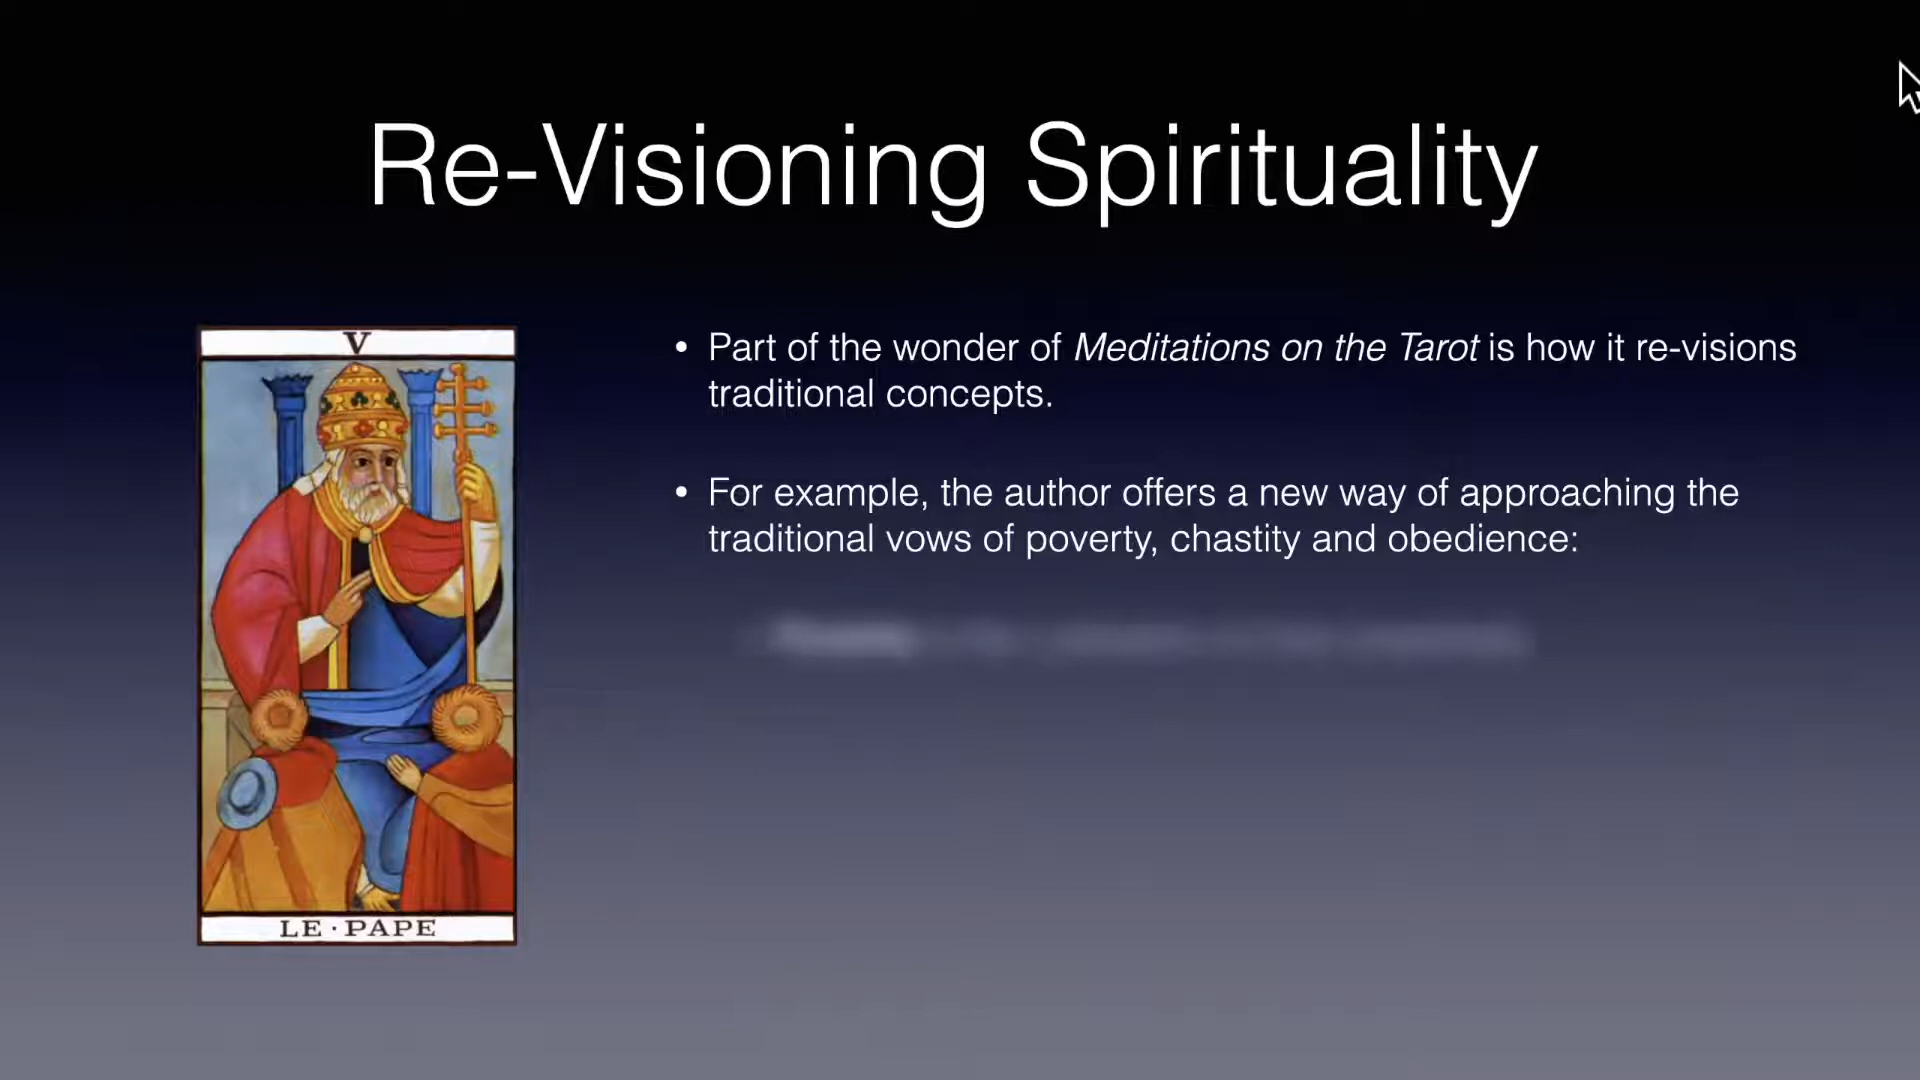 Re-Visioning Spirituality
V
LE · PAPE
• Part of the wonder of Meditations on the Tarot is how it re-visions
traditional concepts.
• For example, the author offers a new way of approaching the
traditional vows of poverty, chastity and obedience: